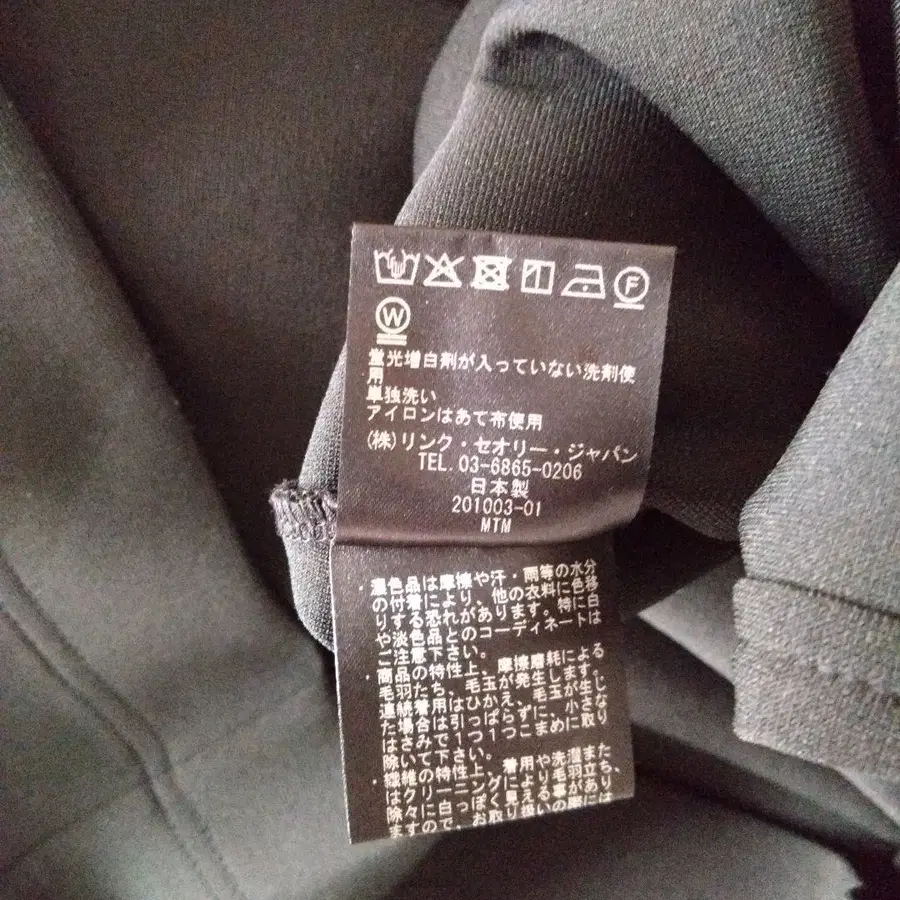 F
W
蛍光増白剤が入っていない洗剤使
用
単独洗い
アイロンはあて布使用
(株)リンク・セオリー・ジャパン
TEL. 03-6865-0206
日本製
201003-01
MTM
・濃色品は摩擦や汗・雨等の水分
の付着により、他の衣料に色移
りする恐れがあります。特に白
や淡色品とのコーディネートは
ご注意下さい。
・商品の特性上、摩擦磨耗による
毛羽たち、毛玉が発生します。
連続着用はひかえ、毛玉が生じ
た場合は引っぱらずに、小さな
はさみで1つ1つこまめに取り
除いて下さい。
・繊維の特性上、着用や洗濯また
はクリーニングにより毛羽立ち、
除々に白っぽく見える事があり
ますので、お取り扱いの際には